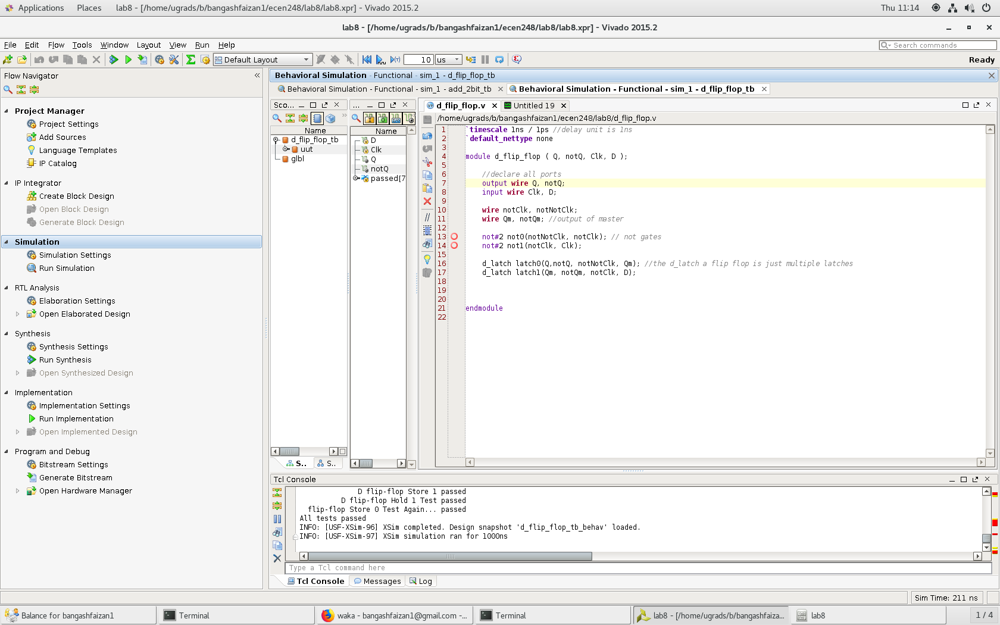 Applications Places lab8 - [/home/ugrads/b/bangashfaizan1/ecen248/lab8/lab8.xpr] - Vivado 2015.2 Thu 11:14
lab8 - [/home/ugrads/b/bangashfaizan1/ecen248/lab8/lab8.xpr] - Vivado 2015.2
File Edit Flow Tools Window Layout View Run Help
Search commands
Default Layout
10 us
Ready
Flow Navigator
Project Manager
Project Settings
Add Sources
Language Templates
IP Catalog
IP Integrator
Create Block Design
Open Block Design
Generate Block Design
Simulation
Simulation Settings
Run Simulation
RTL Analysis
Elaboration Settings
Open Elaborated Design
Synthesis
Synthesis Settings
Run Synthesis
Open Synthesized Design
Implementation
Implementation Settings
Run Implementation
Open Implemented Design
Program and Debug
Bitstream Settings
Generate Bitstream
Open Hardware Manager
Behavioral Simulation - Functional - sim_1 - d_flip_flop_tb
Behavioral Simulation - Functional - sim_1 - add_2bit_tb
Behavioral Simulation - Functional - sim_1 - d_flip_flop_tb
Sco...
Name
d_flip_flop_tb
uut
glbl
S..
S..
...
Name
D
Clk
Q
notQ
passed[7
d_flip_flop.v
Untitled 19
/home/ugrads/b/bangashfaizan1/ecen248/lab8/d_flip_flop.v
1 `timescale 1ns / 1ps //delay unit is 1ns
2 `default_nettype none
3
4 module d_flip_flop ( Q, notQ, Clk, D );
5
6 //declare all ports
7 output wire Q, notQ;
8 input wire Clk, D;
9
10 wire notClk, notNotClk;
11 wire Qm, notQm; //output of master
12
13 not#2 not0(notNotClk, notClk); // not gates
14 not#2 not1(notClk, Clk);
15
16 d_latch latch0(Q,notQ, notNotClk, Qm); //the d_latch a flip flop is just multiple latches
17 d_latch latch1(Qm, notQm, notClk, D);
18
19
20
21 endmodule
22
Tcl Console
D flip-flop Store 1 passed
D flip-flop Hold 1 Test passed
flip-flop Store 0 Test Again... passed
All tests passed
INFO: [USF-XSim-96] XSim completed. Design snapshot 'd_flip_flop_tb_behav' loaded.
INFO: [USF-XSim-97] XSim simulation ran for 1000ns
Type a Tcl command here
Tcl Console Messages Log
Sim Time: 211 ns
Balance for bangashfaizan1
Terminal
waka - bangashfaizan1@gmail.com -...
Terminal
lab8 - [/home/ugrads/b/bangashfaiza...
lab8
1 / 4